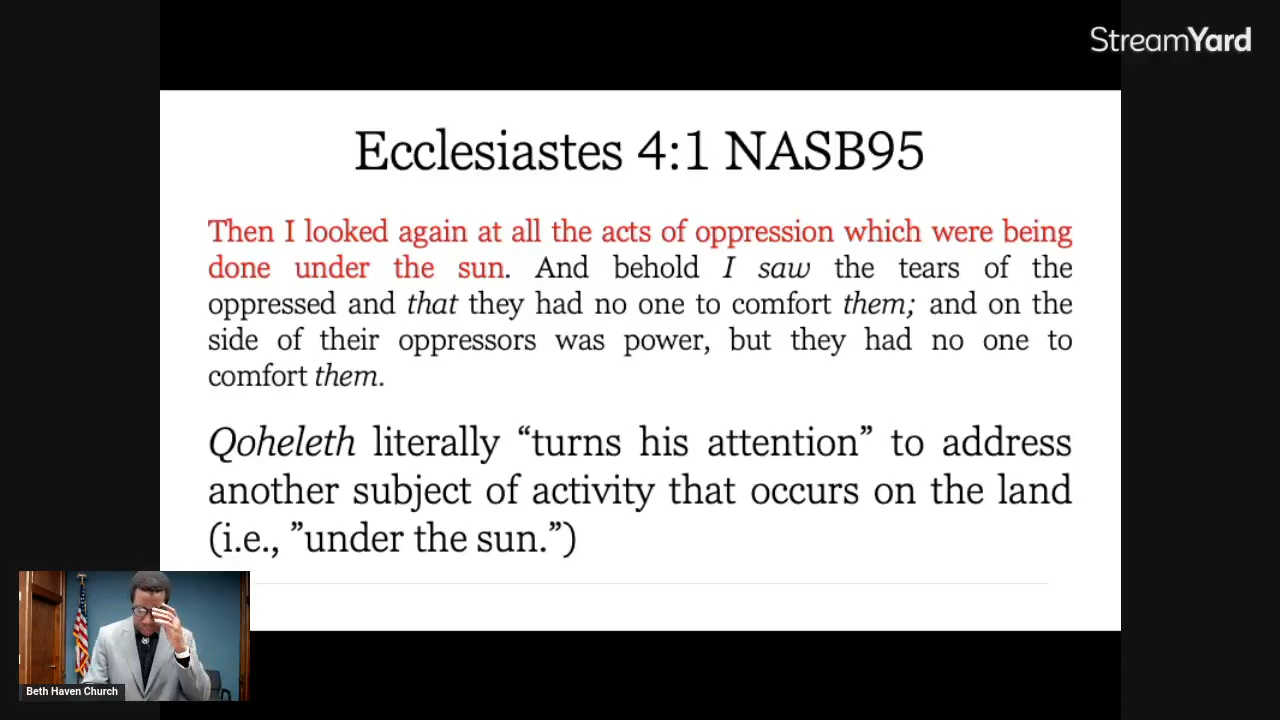 StreamYard
Ecclesiastes 4:1 NASB95
Then I looked again at all the acts of oppression which were being
done under the sun. And behold I saw the tears of the
oppressed and that they had no one to comfort them; and on the
side of their oppressors was power, but they had no one to
comfort them.
Qoheleth literally “turns his attention” to address
another subject of activity that occurs on the land
(i.e., ”under the sun.”)
Beth Haven Church